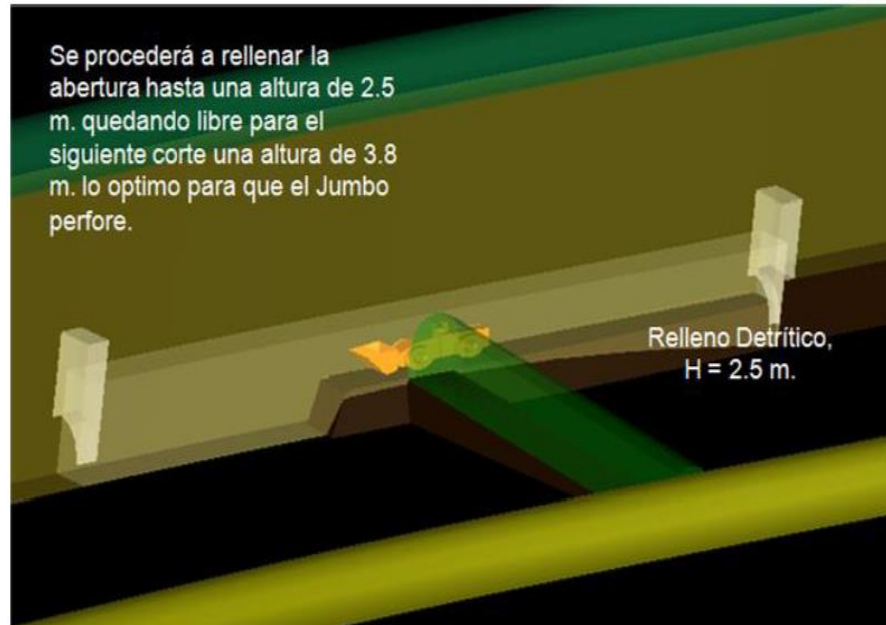 Se procederá a rellenar la
abertura hasta una altura de 2.5
m. quedando libre para el
siguiente corte una altura de 3.8
m. lo optimo para que el Jumbo
perfore.
Relleno Detrítico,
H = 2.5 m.